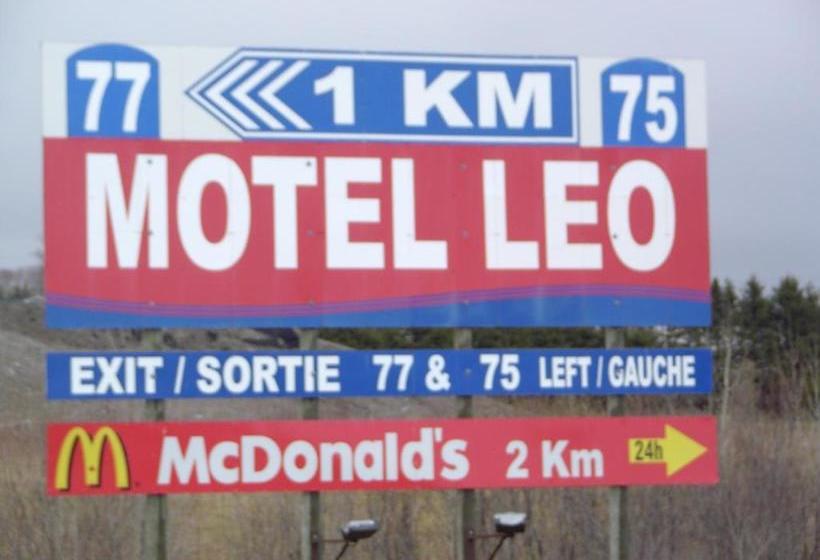 77 1 KM 75
MOTEL LEO
EXIT / SORTIE 77 & 75 LEFT / GAUCHE
McDonald's 2 Km 24h